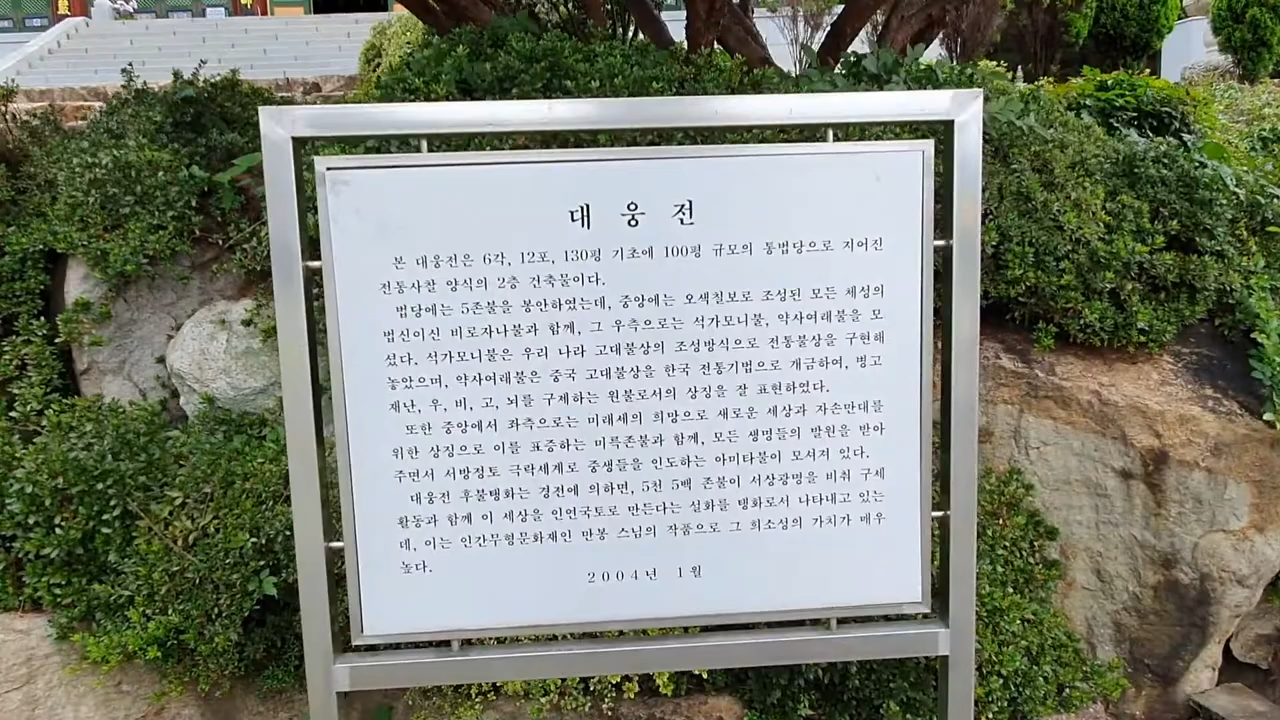 대 웅 전
본 대웅전은 6각, 12포, 130평 기초에 100평 규모의 통법당으로 지어진
전통사찰 양식의 2층 건축물이다.
법당에는 5존불을 봉안하였는데, 중앙에는 오색칠보로 조성된 모든 체성의
법신이신 비로자나불과 함께, 그 우측으로는 석가모니불, 약사여래불을 모
셨다. 석가모니불은 우리 나라 고대불상의 조성방식으로 전통불상을 구현해
놓았으며, 약사여래불은 중국 고대불상을 한국 전통기법으로 개금하여, 병고
재난, 우, 비, 고, 뇌를 구제하는 원불로서의 상징을 잘 표현하였다.
또한 중앙에서 좌측으로는 미래세의 희망으로 새로운 세상과 자손만대를
위한 상징으로 이를 표증하는 미륵존불과 함께, 모든 생명들의 발원을 받아
주면서 서방정토 극락세계로 중생들을 인도하는 아미타불이 모셔져 있다.
대웅전 후불탱화는 경전에 의하면, 5천 5백 존불이 서상광명을 비춰 구세
활동과 함께 이 세상을 인연국토로 만든다는 설화를 탱화로서 나타내고 있는
데, 이는 인간무형문화재인 만봉 스님의 작품으로 그 희소성의 가치가 매우
높다.
2004년 1월